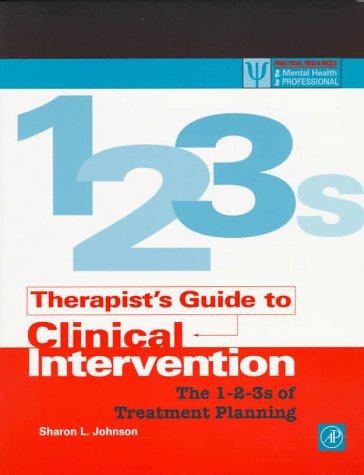 Ψ
PRACTICAL RESOURCES
for the Mental Health
PROFESSIONAL
123s
Therapist's Guide to
Clinical
Intervention
The 1-2-3s of
Treatment Planning
Sharon L. Johnson
AP